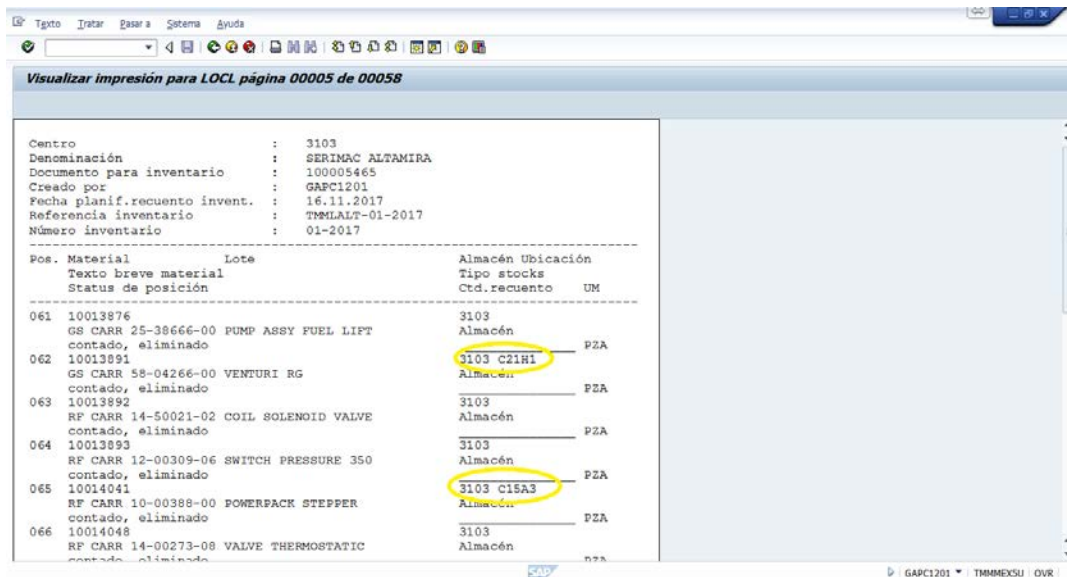 Texto Tratar Pasar a Sistema Ayuda
Visualizar impresión para LOCL página 00005 de 00058
Centro : 3103
Denominación : SERIMAC ALTAMIRA
Documento para inventario : 100005465
Creado por : GAPC1201
Fecha planif.recuento invent. : 16.11.2017
Referencia inventario : TMMLALT-01-2017
Número inventario : 01-2017
Pos. Material Lote Almacén Ubicación
Texto breve material Tipo stocks
Status de posición Ctd.recuento UM
061 10013876 3103
GS CARR 25-38666-00 PUMP ASSY FUEL LIFT Almacén
contado, eliminado PZA
062 10013891 3103 C21H1
GS CARR 58-04266-00 VENTURI RG Almacén
contado, eliminado PZA
063 10013892 3103
RF CARR 14-50021-02 COIL SOLENOID VALVE Almacén
contado, eliminado PZA
064 10013893 3103
RF CARR 12-00309-06 SWITCH PRESSURE 350 Almacén
contado, eliminado PZA
065 10014041 3103 C15A3
RF CARR 10-00388-00 POWERPACK STEPPER Almacén
contado, eliminado PZA
066 10014048 3103
RF CARR 14-00273-08 VALVE THERMOSTATIC Almacén
contado, eliminado PZA
SAP GAPC1201 TMMMEX5U OVR